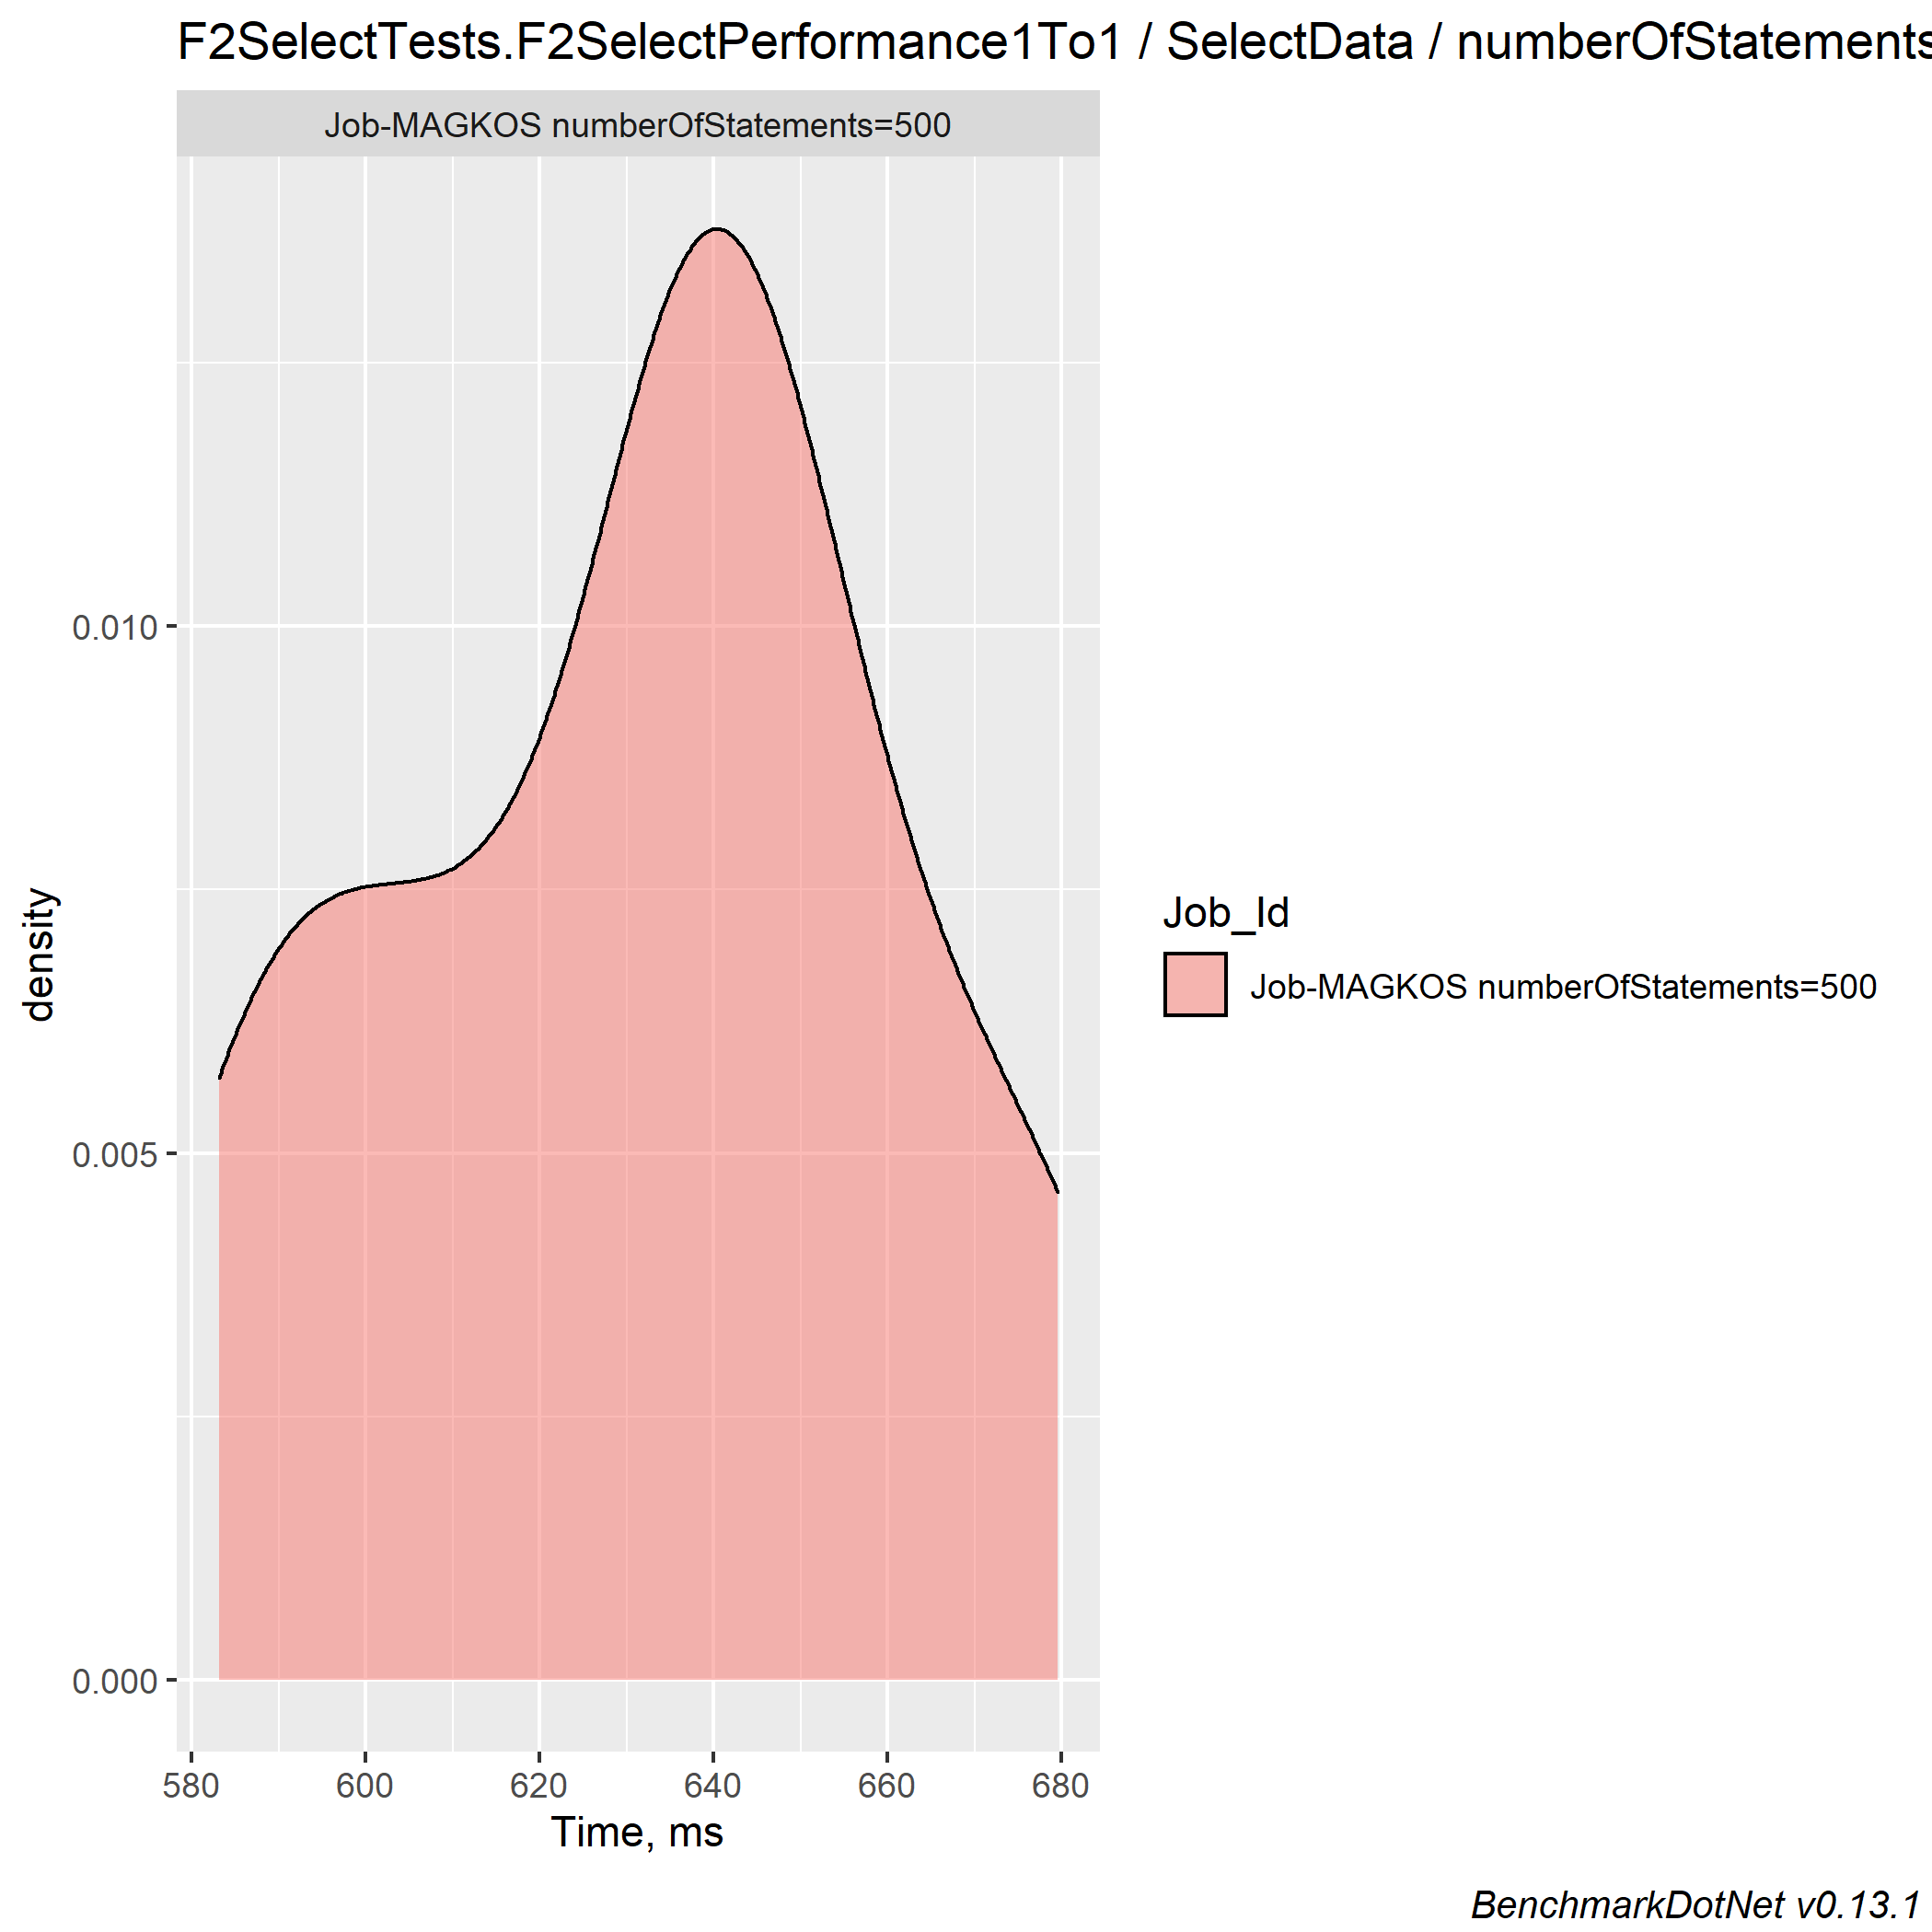 F2SelectTests.F2SelectPerformance1To1 / SelectData / numberOfStatements
Job-MAGKOS numberOfStatements=500
density
0.010
0.005
0.000
580 600 620 640 660 680
Time, ms
Job_Id
Job-MAGKOS numberOfStatements=500
BenchmarkDotNet v0.13.1